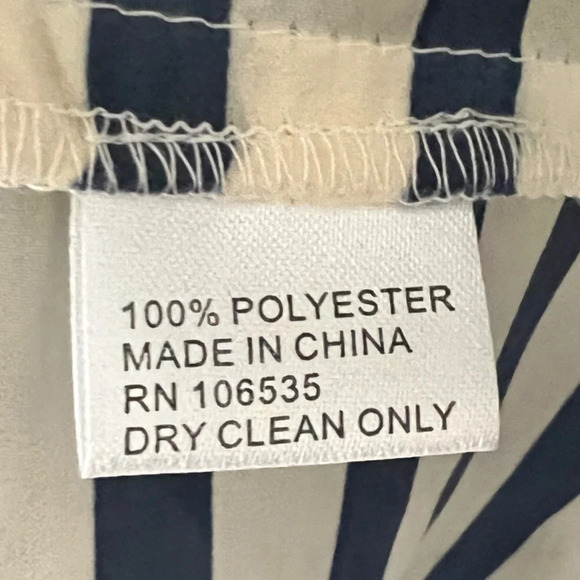 100% POLYESTER
MADE IN CHINA
RN 106535
DRY CLEAN ONLY